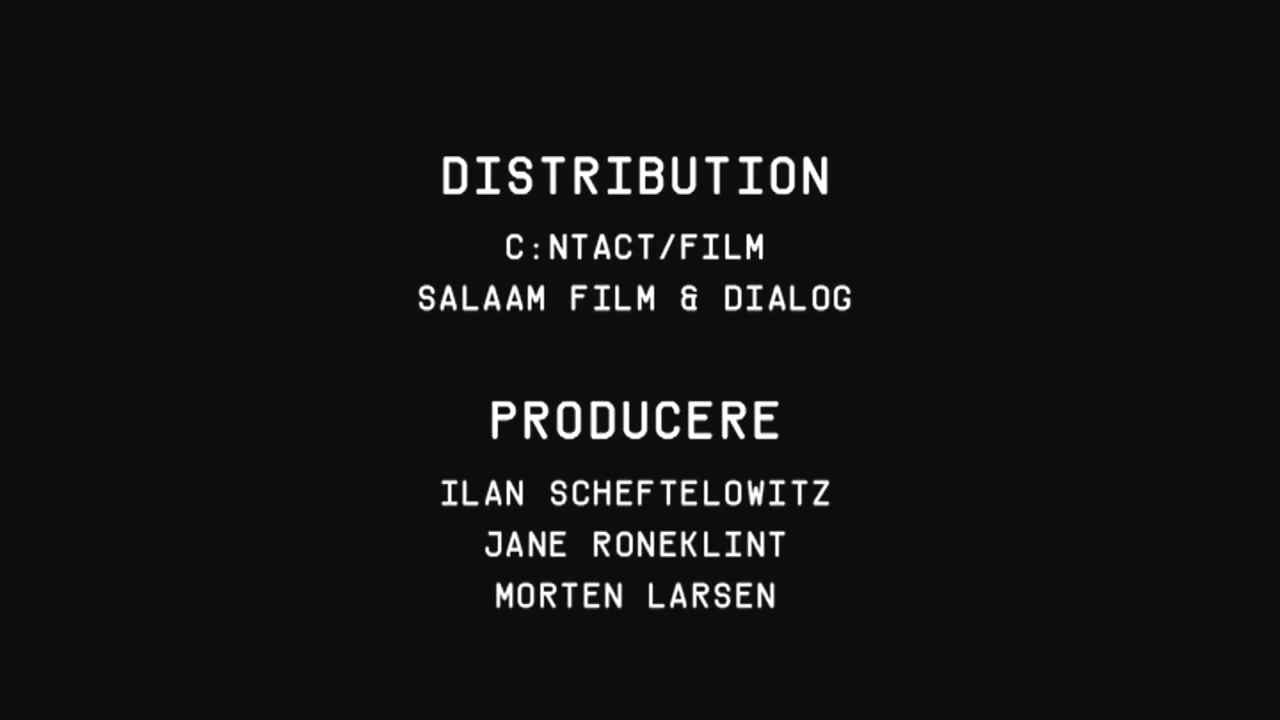 DISTRIBUTION
C:NTACT/FILM
SALAAM FILM & DIALOG
PRODUCERE
ILAN SCHEFTELOWITZ
JANE RONEKLINT
MORTEN LARSEN